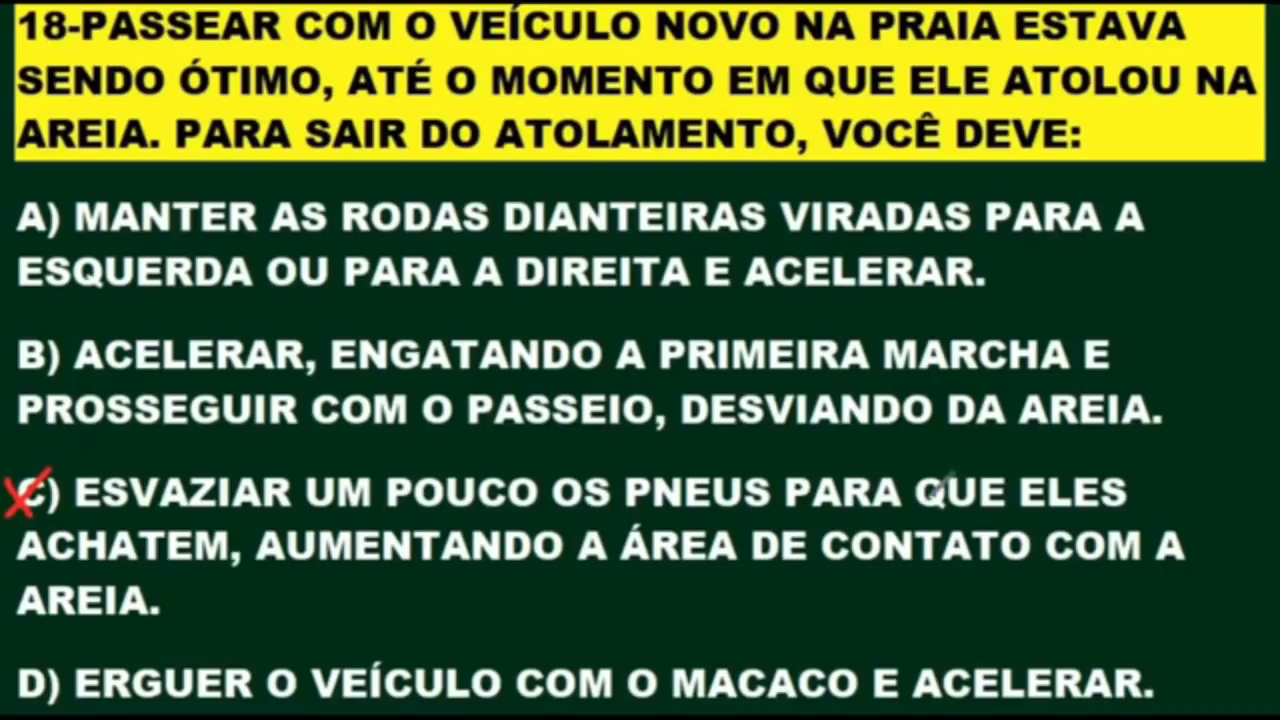 18-PASSEAR COM O VEÍCULO NOVO NA PRAIA ESTAVA
SENDO ÓTIMO, ATÉ O MOMENTO EM QUE ELE ATOLOU NA
AREIA. PARA SAIR DO ATOLAMENTO, VOCÊ DEVE:
A) MANTER AS RODAS DIANTEIRAS VIRADAS PARA A
ESQUERDA OU PARA A DIREITA E ACELERAR.
B) ACELERAR, ENGATANDO A PRIMEIRA MARCHA E
PROSSEGUIR COM O PASSEIO, DESVIANDO DA AREIA.
C) ESVAZIAR UM POUCO OS PNEUS PARA QUE ELES
ACHATEM, AUMENTANDO A ÁREA DE CONTATO COM A
AREIA.
D) ERGUER O VEÍCULO COM O MACACO E ACELERAR.